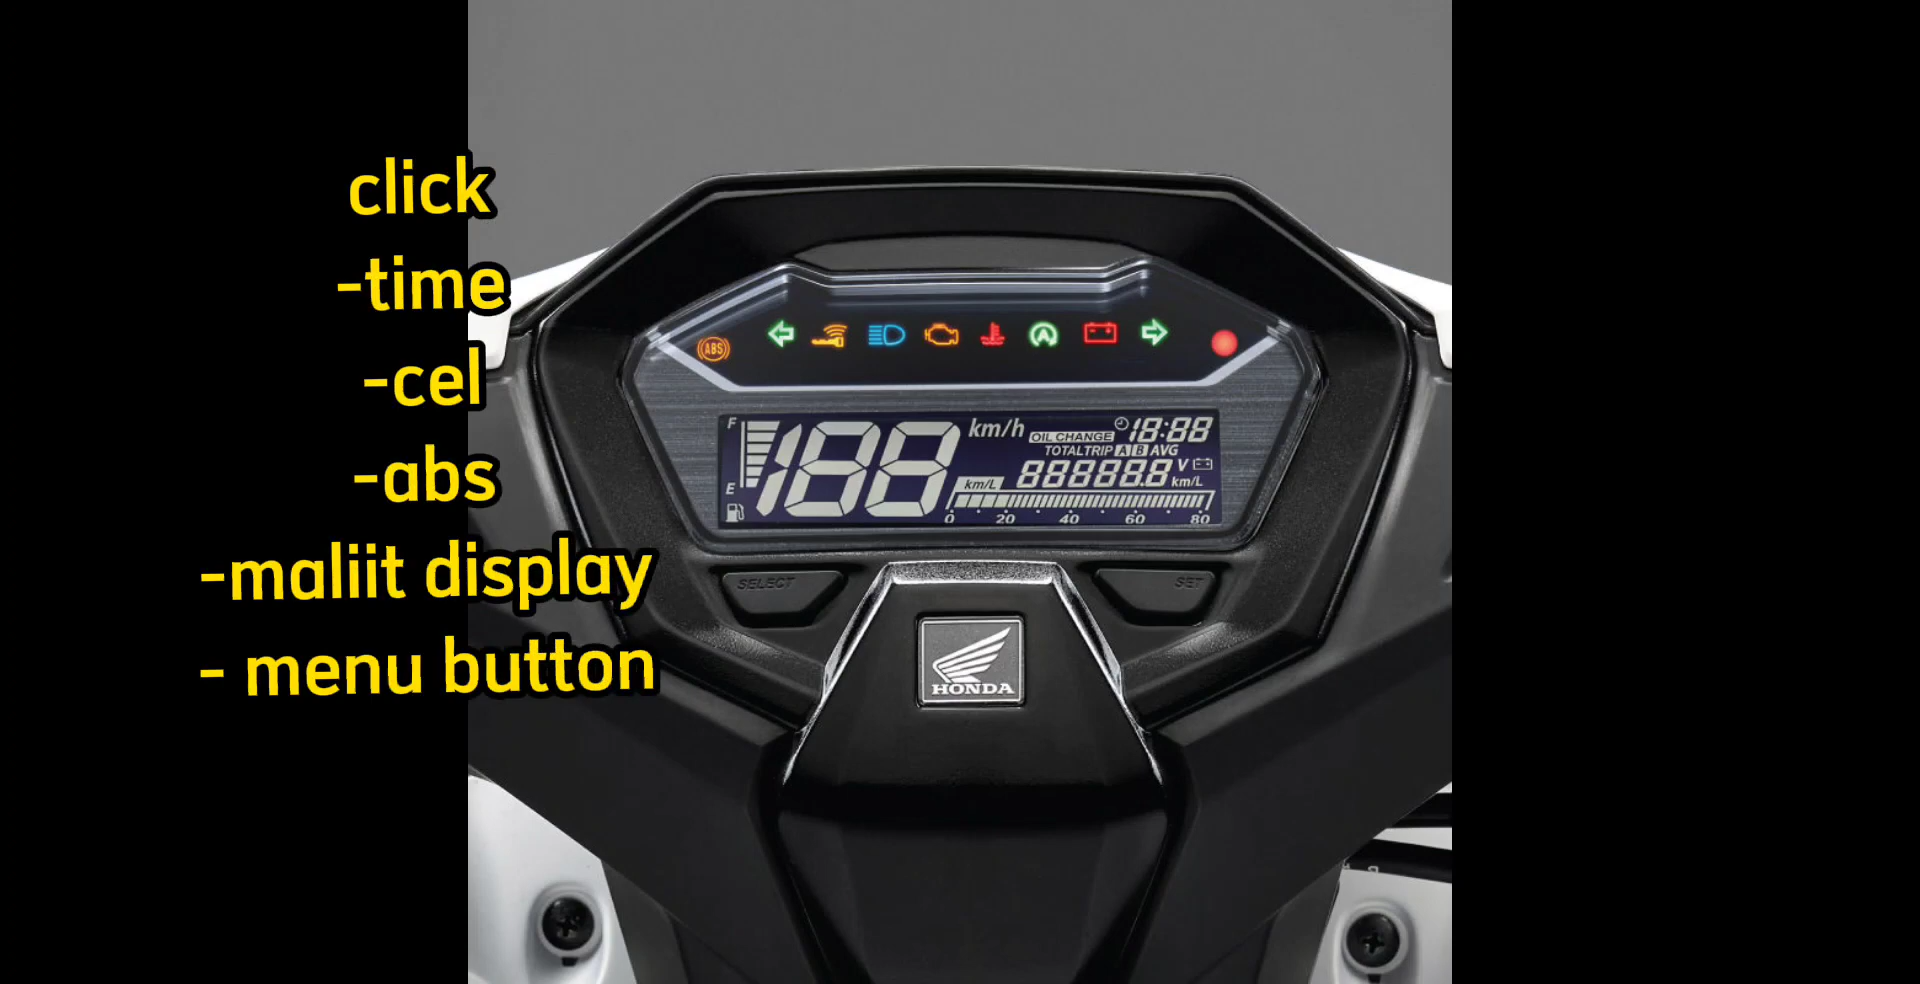 click
-time
-cel
-abs
-maliit display
- menu button
ABS
A
F
188 km/h
OIL CHANGE 18:88
TOTALTRIP A B AVG
888888 V
km/L
E
km/L
0 20 40 60 80
SELECT
SET
HONDA